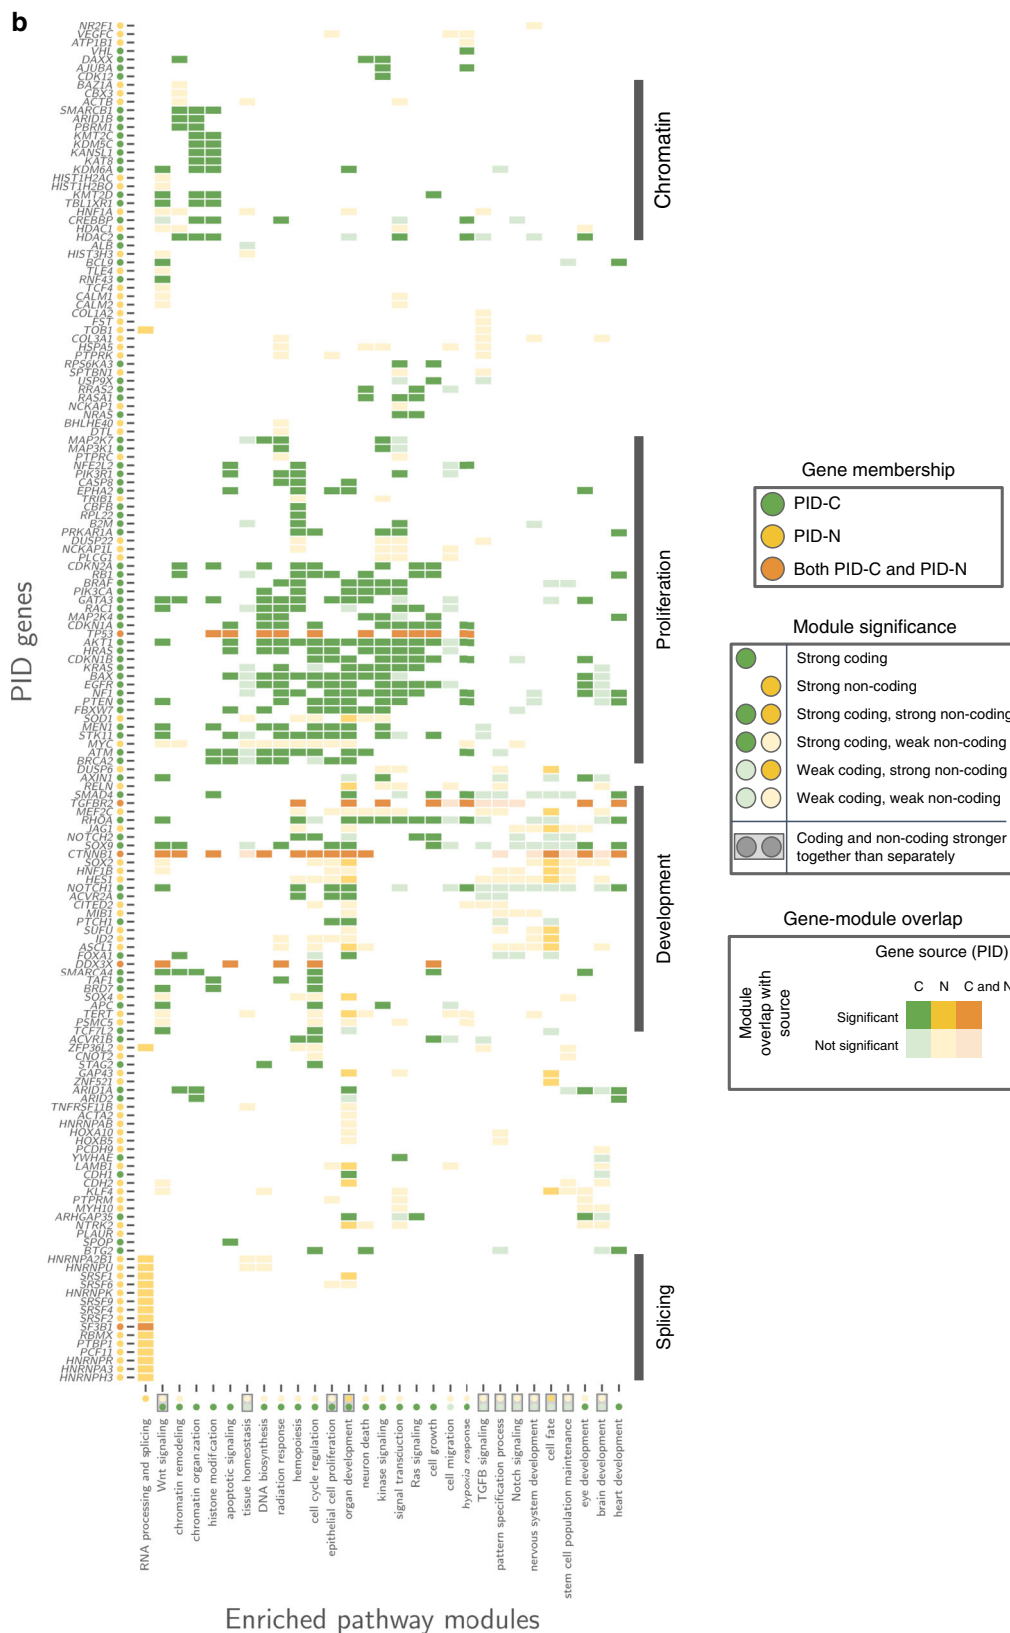 b
NR2F1
VEGFC
ATP1B1
VHL
DAXX
AJUBA
CDK12
BAZ1A
CBX3
ACTB
SMARCB1
ARID1B
PBRM1
KMT2C
KDM5C
KANSL1
KAT8
KDM6A
HIST1H2AC
HIST1H2BO
KMT2D
TBL1XR1
HNF1A
CREBBP
HDAC1
HDAC2
ALB
HIST3H3
BCL9
TLE4
RNF43
TCF4
CALM1
CALM2
COL1A2
FST
TOB1
COL3A1
HSPA5
PTPRK
RPS6KA3
SPTBN1
USP9X
RRAS2
RASA1
NCKAP1
NRAS
BHLHE40
DTL
MAP2K7
MAP3K1
PTPRC
NFE2L2
PIK3R1
CASP8
EPHA2
TRIB1
CBFB
RPL22
B2M
PRKAR1A
DUSP22
NCKAP1L
PLCG1
CDKN2A
RB1
BRAF
PIK3CA
GATA3
RAC1
MAP2K4
CDKN1A
TP53
AKT1
HRAS
CDKN1B
KRAS
BAX
EGFR
NF1
PTEN
FBXW7
SOD1
MEN1
STK11
MYC
ATM
BRCA2
DUSP6
AXIN1
RELN
SMAD4
TGFBR2
MEF2C
RHOA
JAG1
NOTCH2
SOX9
CTNNB1
SOX2
HNF1B
HES1
NOTCH1
ACVR2A
CITED2
MIB1
PTCH1
SUFU
ID2
ASCL1
FOXA1
DDX3X
SMARCA4
TAF1
BRD7
SOX4
APC
TERT
PSMC5
TCF7L2
ACVR1B
ZFP36L2
CNOT2
STAG2
GAP43
ZNF521
ARID1A
ARID2
TNFRSF11B
ACTA2
HNRNPAB
HOXA10
HOXB5
PCDH9
YWHAE
LAMB1
CDH1
CDH2
KLF4
PTPRM
MYH10
ARHGAP35
NTRK2
PLAUR
SPOP
BTG2
HNRNPA2B1
HNRNPU
SRSF1
SRSF6
HNRNPK
SRSF9
SRSF4
SRSF2
SF3B1
RBMX
PTBP1
PCF11
HNRNPR
HNRNPA3
HNRNPH3
PID genes
Chromatin
Proliferation
Development
Splicing
RNA processing and splicing
Wnt signaling
chromatin remodeling
chromatin organization
histone modification
apoptotic signaling
tissue homeostasis
DNA biosynthesis
radiation response
hemopoiesis
cell cycle regulation
epithelial cell proliferation
organ development
neuron death
kinase signaling
signal transduction
Ras signaling
cell growth
cell migration
hypoxia response
TGFB signaling
pattern specification process
Notch signaling
nervous system development
cell fate
stem cell population maintenance
eye development
brain development
heart development
Enriched pathway modules
Gene membership
PID-C
PID-N
Both PID-C and PID-N
Module significance
Strong coding
Strong non-coding
Strong coding, strong non-coding
Strong coding, weak non-coding
Weak coding, strong non-coding
Weak coding, weak non-coding
Coding and non-coding stronger
together than separately
Gene-module overlap
Gene source (PID)
C N C and N
Module
overlap with
source
Significant
Not significant